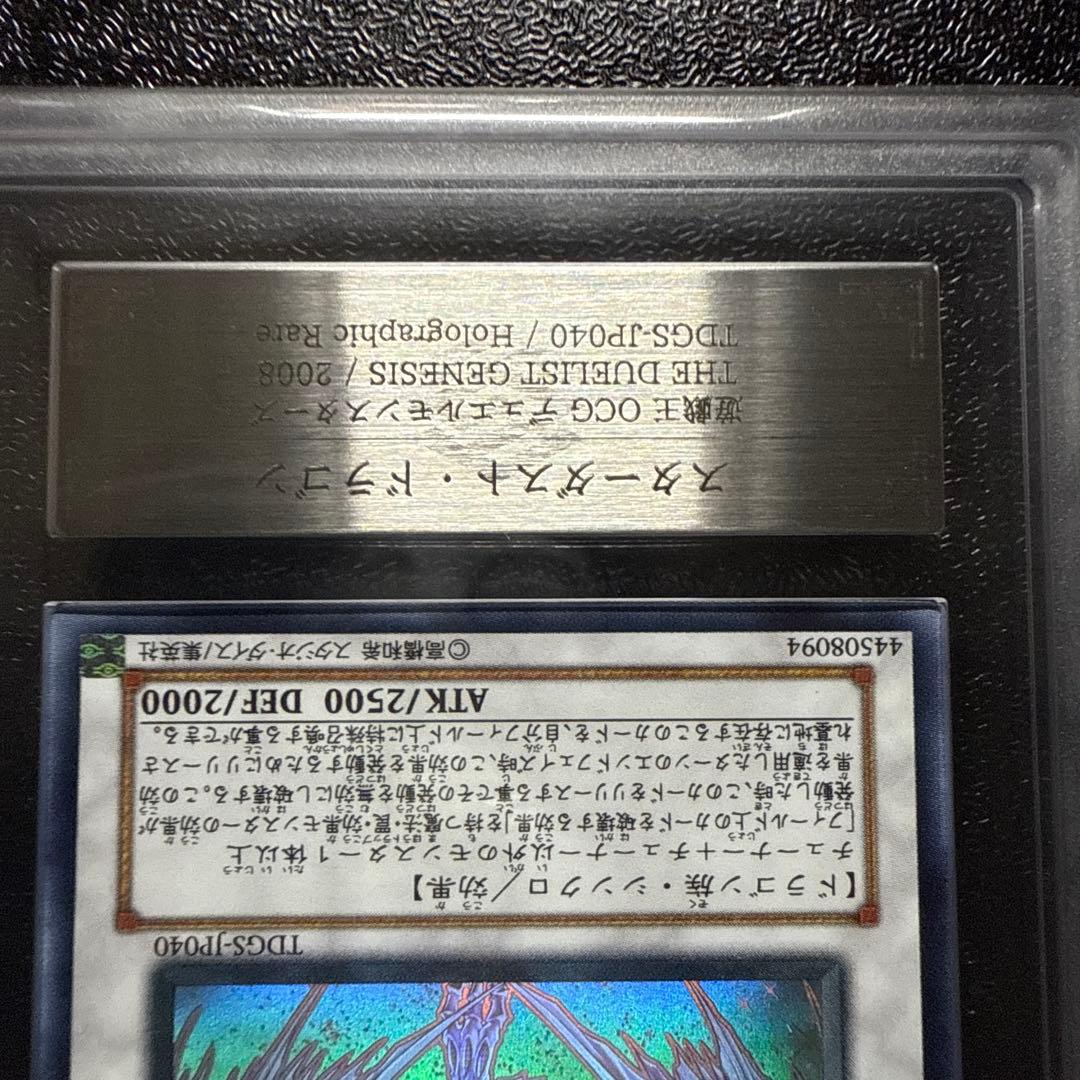 スターダスト・ドラゴン
遊戯王 OCG デュエルモンスターズ
THE DUELIST GENESIS / 2008
TDGS-JP040 / Holographic Rare
TDGS-JP040
【ドラゴン族・シンクロ／効果】
チューナー＋チューナー以外のモンスター１体以上
「フィールド上のカードを破壊する効果」を持つ魔法・罠・効果モンスターの効果が
発動した時、このカードをリリースする事でその発動を無効にし破壊する。この効
果を適用したターンのエンドフェイズ時、この効果を発動するためにリリースさ
れ墓地に存在するこのカードを、自分フィールド上に特殊召喚する事ができる。
ATK/2500 DEF/2000
44508094
©高橋和希 スタジオ・ダイス/集英社